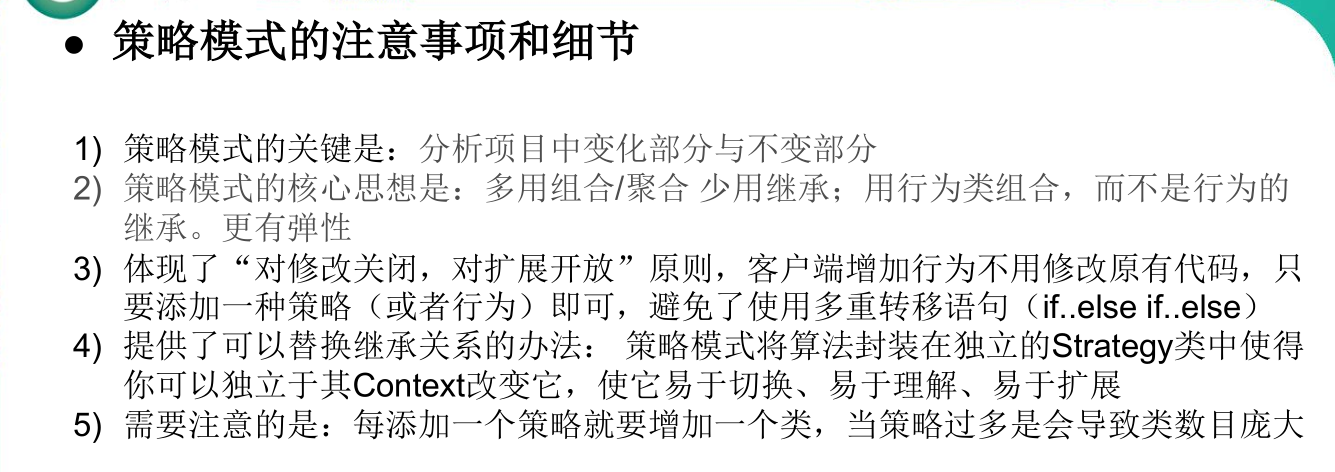 ● 策略模式的注意事项和细节
1) 策略模式的关键是：分析项目中变化部分与不变部分
2) 策略模式的核心思想是：多用组合/聚合 少用继承；用行为类组合，而不是行为的
继承。更有弹性
3) 体现了“对修改关闭，对扩展开放”原则，客户端增加行为不用修改原有代码，只
要添加一种策略（或者行为）即可，避免了使用多重转移语句（if..else if..else）
4) 提供了可以替换继承关系的办法： 策略模式将算法封装在独立的Strategy类中使得
你可以独立于其Context改变它，使它易于切换、易于理解、易于扩展
5) 需要注意的是：每添加一个策略就要增加一个类，当策略过多是会导致类数目庞大